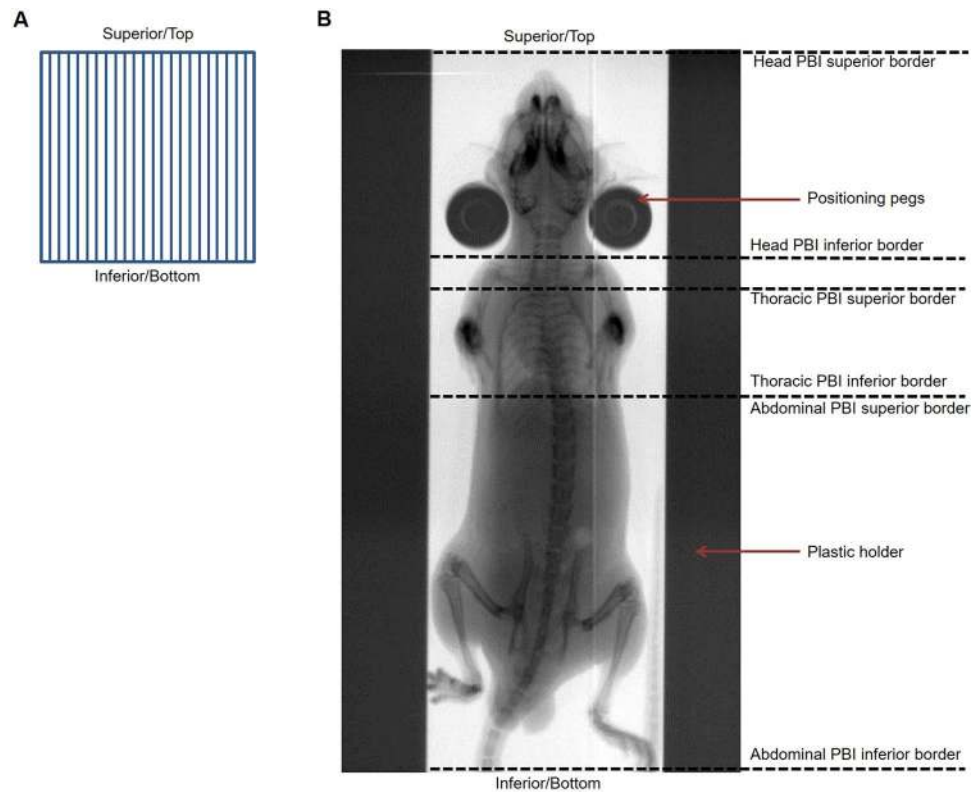 A
Superior/Top
Inferior/Bottom
B
Superior/Top
Head PBI superior border
Positioning pegs
Head PBI inferior border
Thoracic PBI superior border
Thoracic PBI inferior border
Abdominal PBI superior border
Plastic holder
Abdominal PBI inferior border
Inferior/Bottom